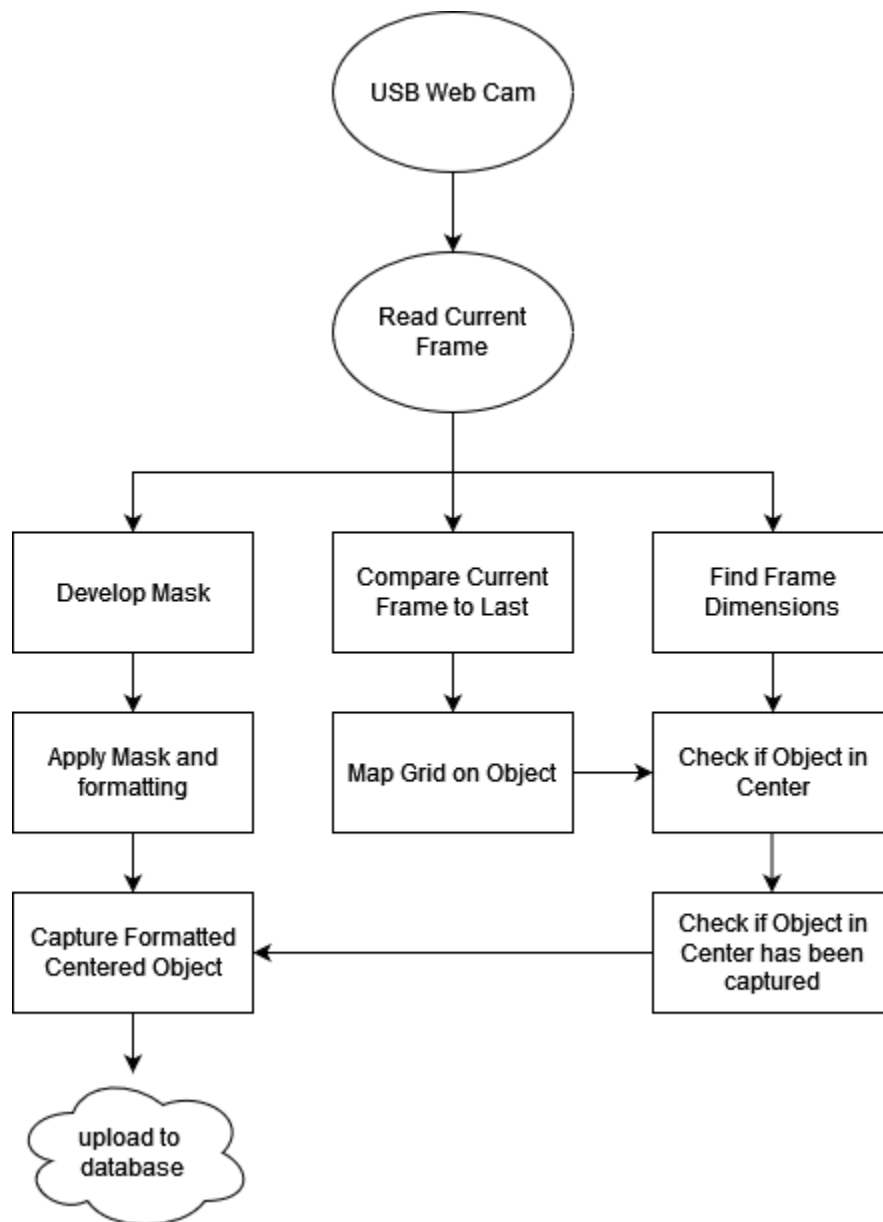 USB Web Cam
Read Current
Frame
Develop Mask
Compare Current
Frame to Last
Find Frame
Dimensions
Apply Mask and
formatting
Map Grid on Object
Check if Object in
Center
Capture Formatted
Centered Object
Check if Object in
Center has been
captured
upload to
database